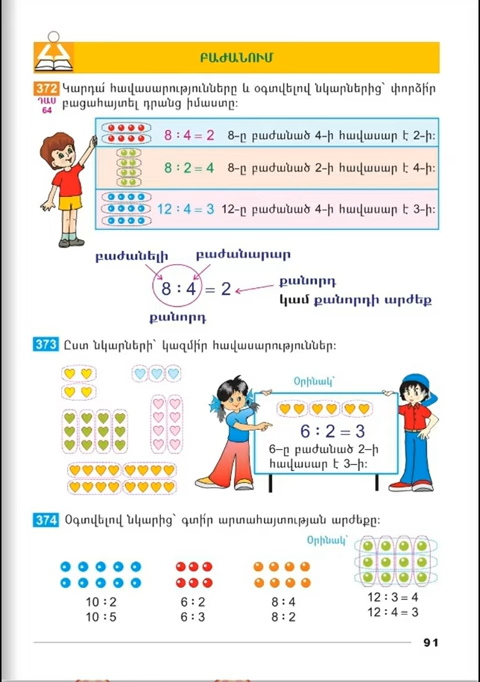 ԲԱԺԱՆՈՒՄ
372 Կարդա՛ հավասարությունները և օգտվելով նկարներից՝ փորձի՛ր
ԴԱՍ 64 բացահայտել դրանց իմաստը։
8 : 4 = 2 8-ը բաժանած 4-ի հավասար է 2-ի։
8 : 2 = 4 8-ը բաժանած 2-ի հավասար է 4-ի։
12 : 4 = 3 12-ը բաժանած 4-ի հավասար է 3-ի։
բաժանելի բաժանարար
8 : 4 = 2
քանորդ
կամ քանորդի արժեք
քանորդ
373 Ըստ նկարների՝ կազմի՛ր հավասարություններ։
Օրինակ՝
6 : 2 = 3
6–ը բաժանած 2–ի
հավասար է 3–ի։
374 Օգտվելով նկարից՝ գտի՛ր արտահայտության արժեքը։
Օրինակ՝
10 : 2 6 : 2 8 : 4 12 : 3 = 4
10 : 5 6 : 3 8 : 2 12 : 4 = 3
91